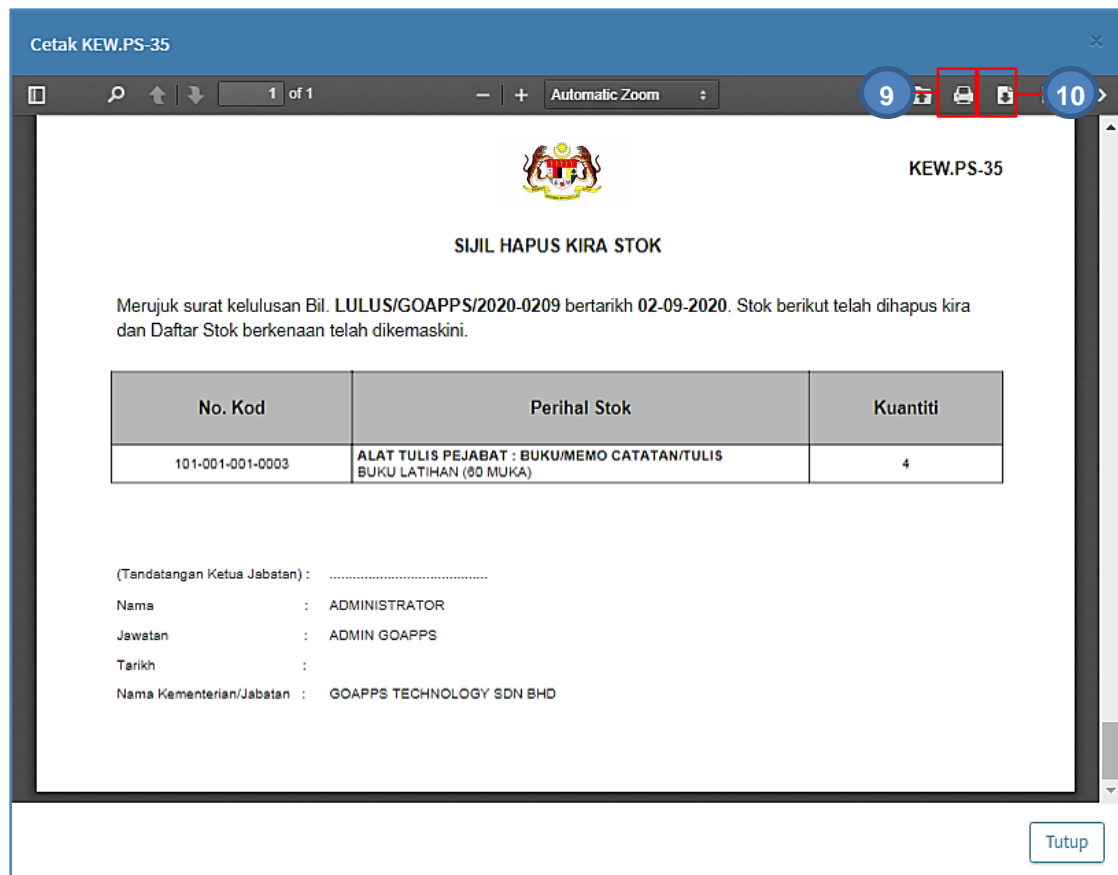 Cetak KEW.PS-35
×
1 of 1
Automatic Zoom
9
10
KEW.PS-35
SIJIL HAPUS KIRA STOK
Merujuk surat kelulusan Bil. LULUS/GOAPPS/2020-0209 bertarikh 02-09-2020. Stok berikut telah dihapus kira
dan Daftar Stok berkenaan telah dikemaskini.
No. Kod Perihal Stok Kuantiti
101-001-001-0003 ALAT TULIS PEJABAT : BUKU/MEMO CATATAN/TULIS 4
BUKU LATIHAN (60 MUKA)
(Tandatangan Ketua Jabatan) : ..........................................
Nama : ADMINISTRATOR
Jawatan : ADMIN GOAPPS
Tarikh :
Nama Kementerian/Jabatan : GOAPPS TECHNOLOGY SDN BHD
Tutup